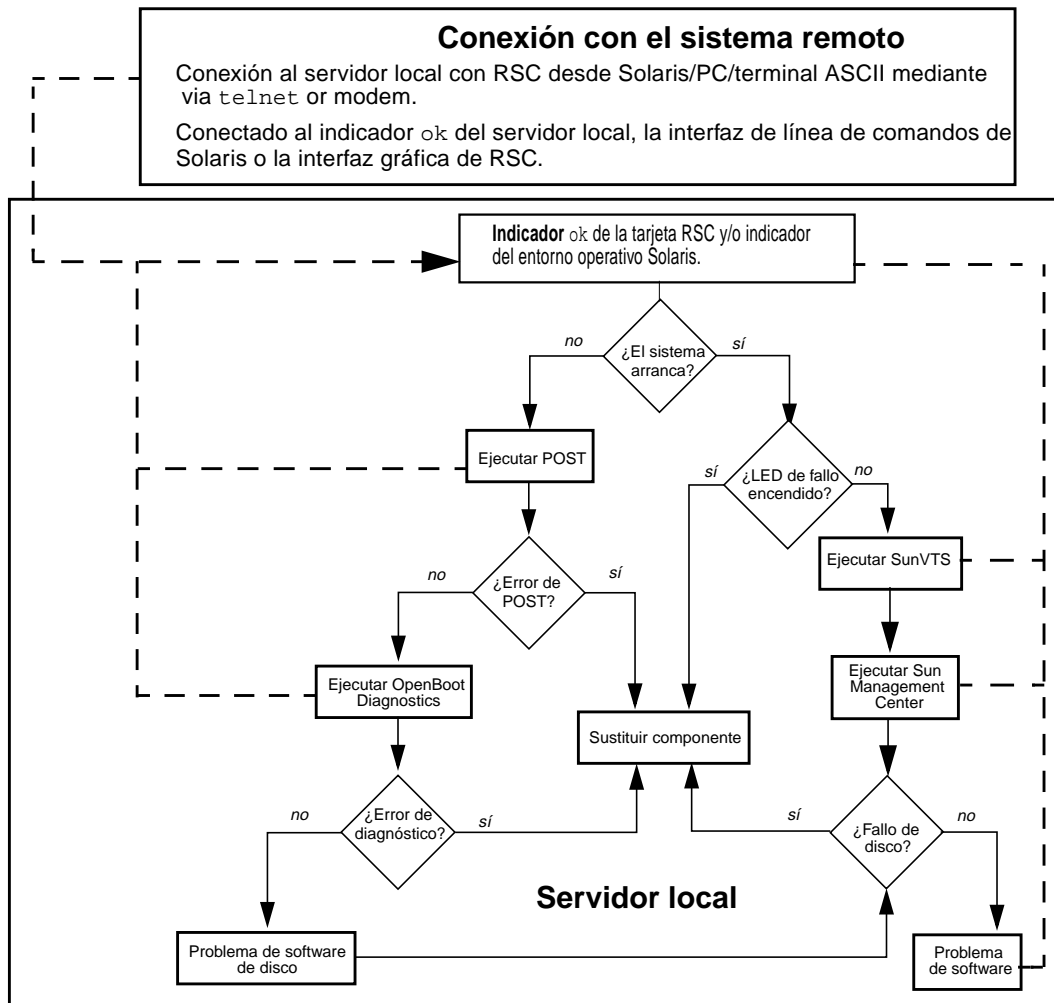 Conexión con el sistema remoto
Conexión al servidor local con RSC desde Solaris/PC/terminal ASCII mediante
via telnet or modem.
Conectado al indicador ok del servidor local, la interfaz de línea de comandos de
Solaris o la interfaz gráfica de RSC.
Indicador ok de la tarjeta RSC y/o indicador
del entorno operativo Solaris.
no
¿El sistema
arranca?
sí
Ejecutar POST
sí
¿LED de fallo
encendido?
no
Ejecutar SunVTS
no
¿Error de
POST?
sí
Ejecutar OpenBoot
Diagnostics
Ejecutar Sun
Management
Center
Sustituir componente
no
¿Error de
diagnóstico?
sí
sí
¿Fallo de
disco?
no
Servidor local
Problema de software
de disco
Problema
de software